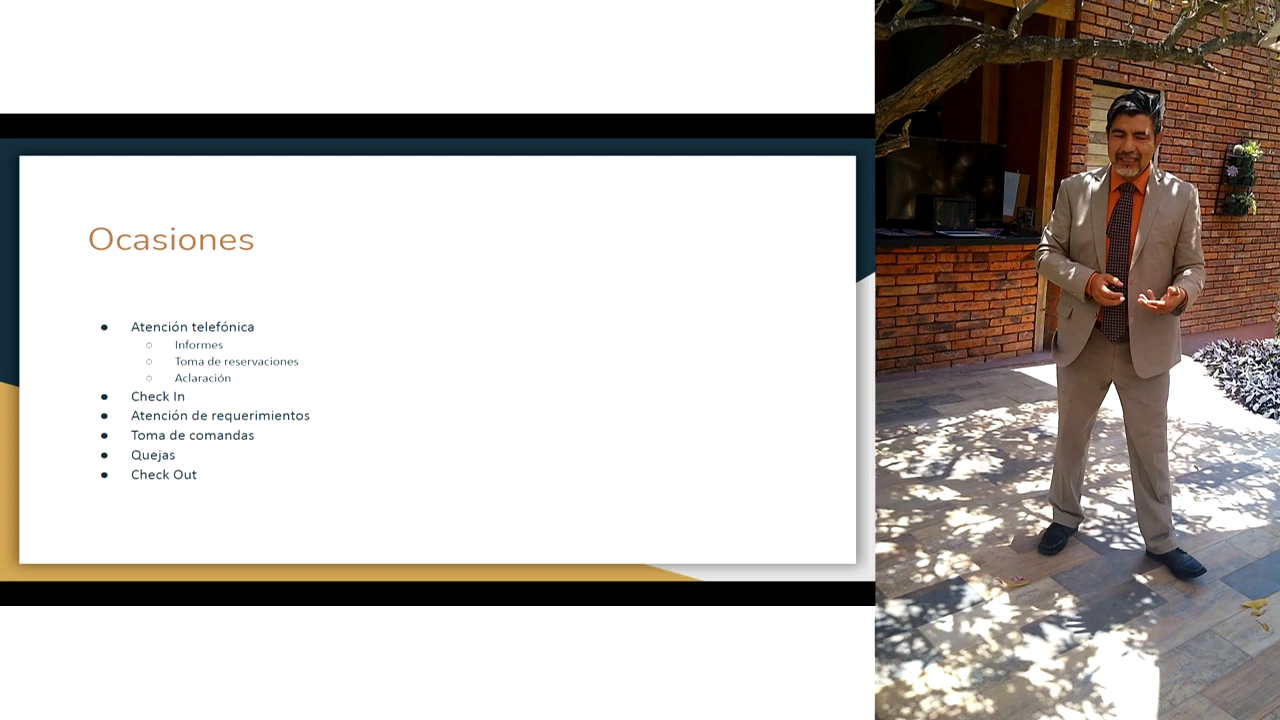 Ocasiones
● Atención telefónica
○ Informes
○ Toma de reservaciones
○ Aclaración
● Check In
● Atención de requerimientos
● Toma de comandas
● Quejas
● Check Out